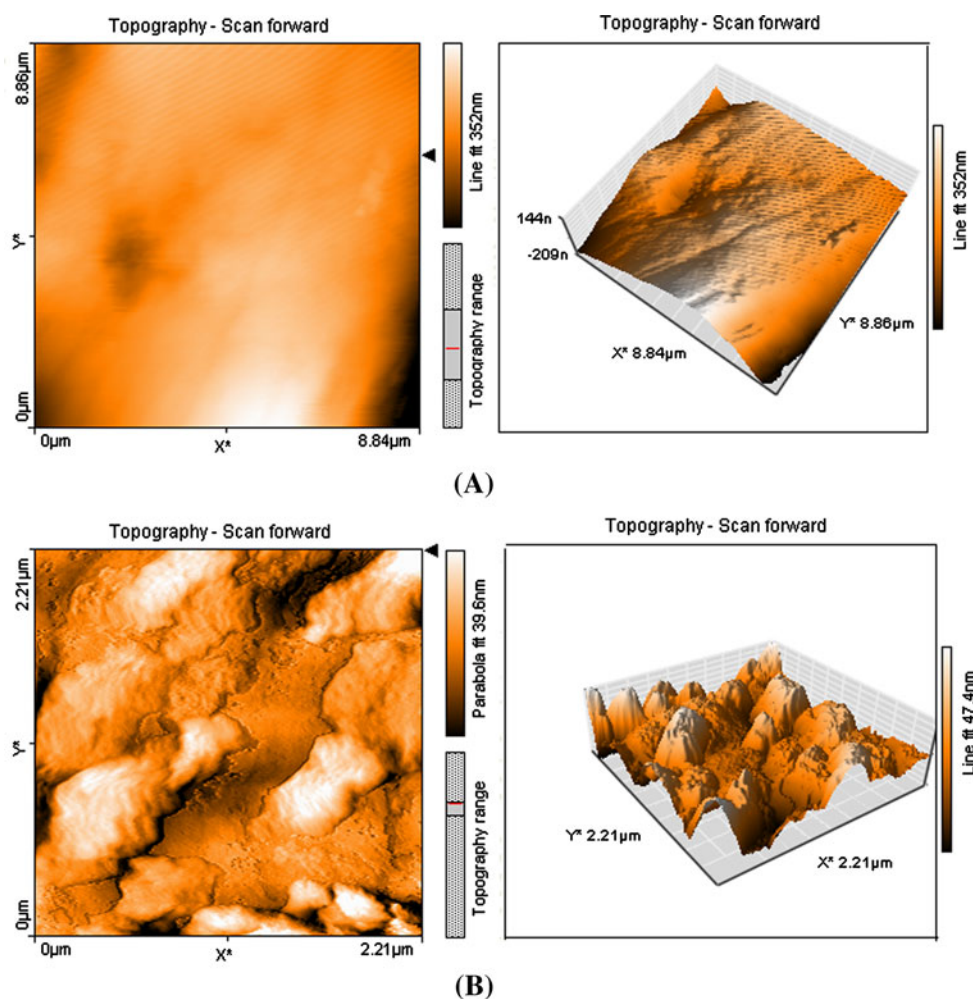 Topography - Scan forward
8.86µm
Y*
0µm
0µm
X*
8.84µm
Line fit 352nm
Topography range
Topography - Scan forward
144n
-209n
X* 8.84µm
Y* 8.86µm
Line fit 352nm
(A)
Topography - Scan forward
2.21µm
Y*
0µm
0µm
X*
2.21µm
Parabola fit 39.6nm
Topography range
Topography - Scan forward
Y* 2.21µm
X* 2.21µm
Line fit 47.4nm
(B)